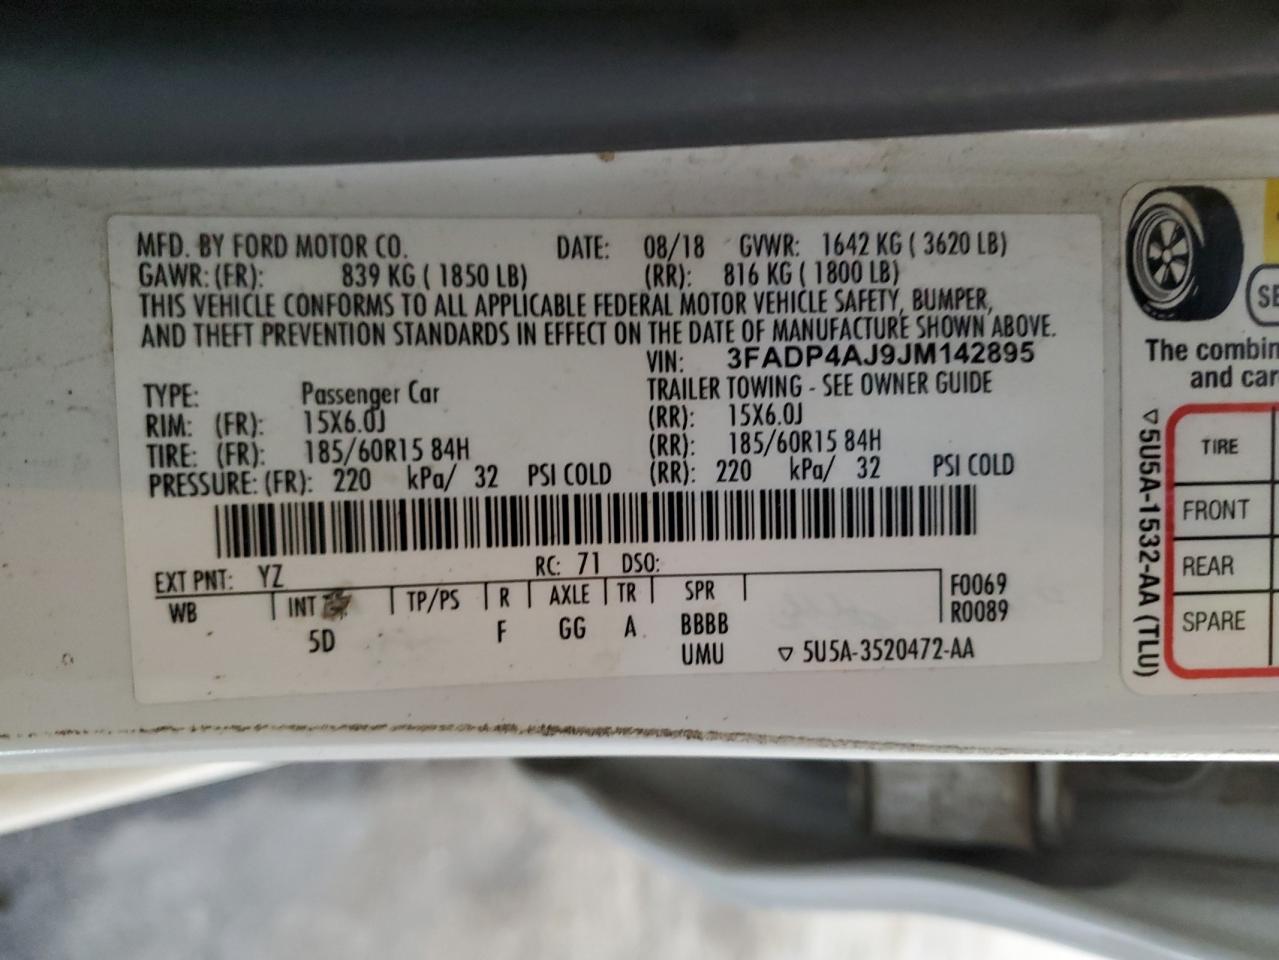 MFD. BY FORD MOTOR CO. DATE: 08/18 GVWR: 1642 KG ( 3620 LB)
GAWR: (FR): 839 KG ( 1850 LB) (RR): 816 KG ( 1800 LB)
THIS VEHICLE CONFORMS TO ALL APPLICABLE FEDERAL MOTOR VEHICLE SAFETY, BUMPER,
AND THEFT PREVENTION STANDARDS IN EFFECT ON THE DATE OF MANUFACTURE SHOWN ABOVE.
VIN: 3FADP4AJ9JM142895
TYPE: Passenger Car TRAILER TOWING - SEE OWNER GUIDE
RIM: (FR): 15X6.0J (RR): 15X6.0J
TIRE: (FR): 185/60R15 84H (RR): 185/60R15 84H
PRESSURE: (FR): 220 kPa/ 32 PSI COLD (RR): 220 kPa/ 32 PSI COLD
EXT PNT: YZ RC: 71 DSO:
WB INT TP/PS R AXLE TR SPR F0069
R0089
5D F GG A BBBB
UMU ▽ 5U5A-3520472-AA
SE
The combin
and car
▽5U5A-1532-AA (TLU)
TIRE
FRONT
REAR
SPARE